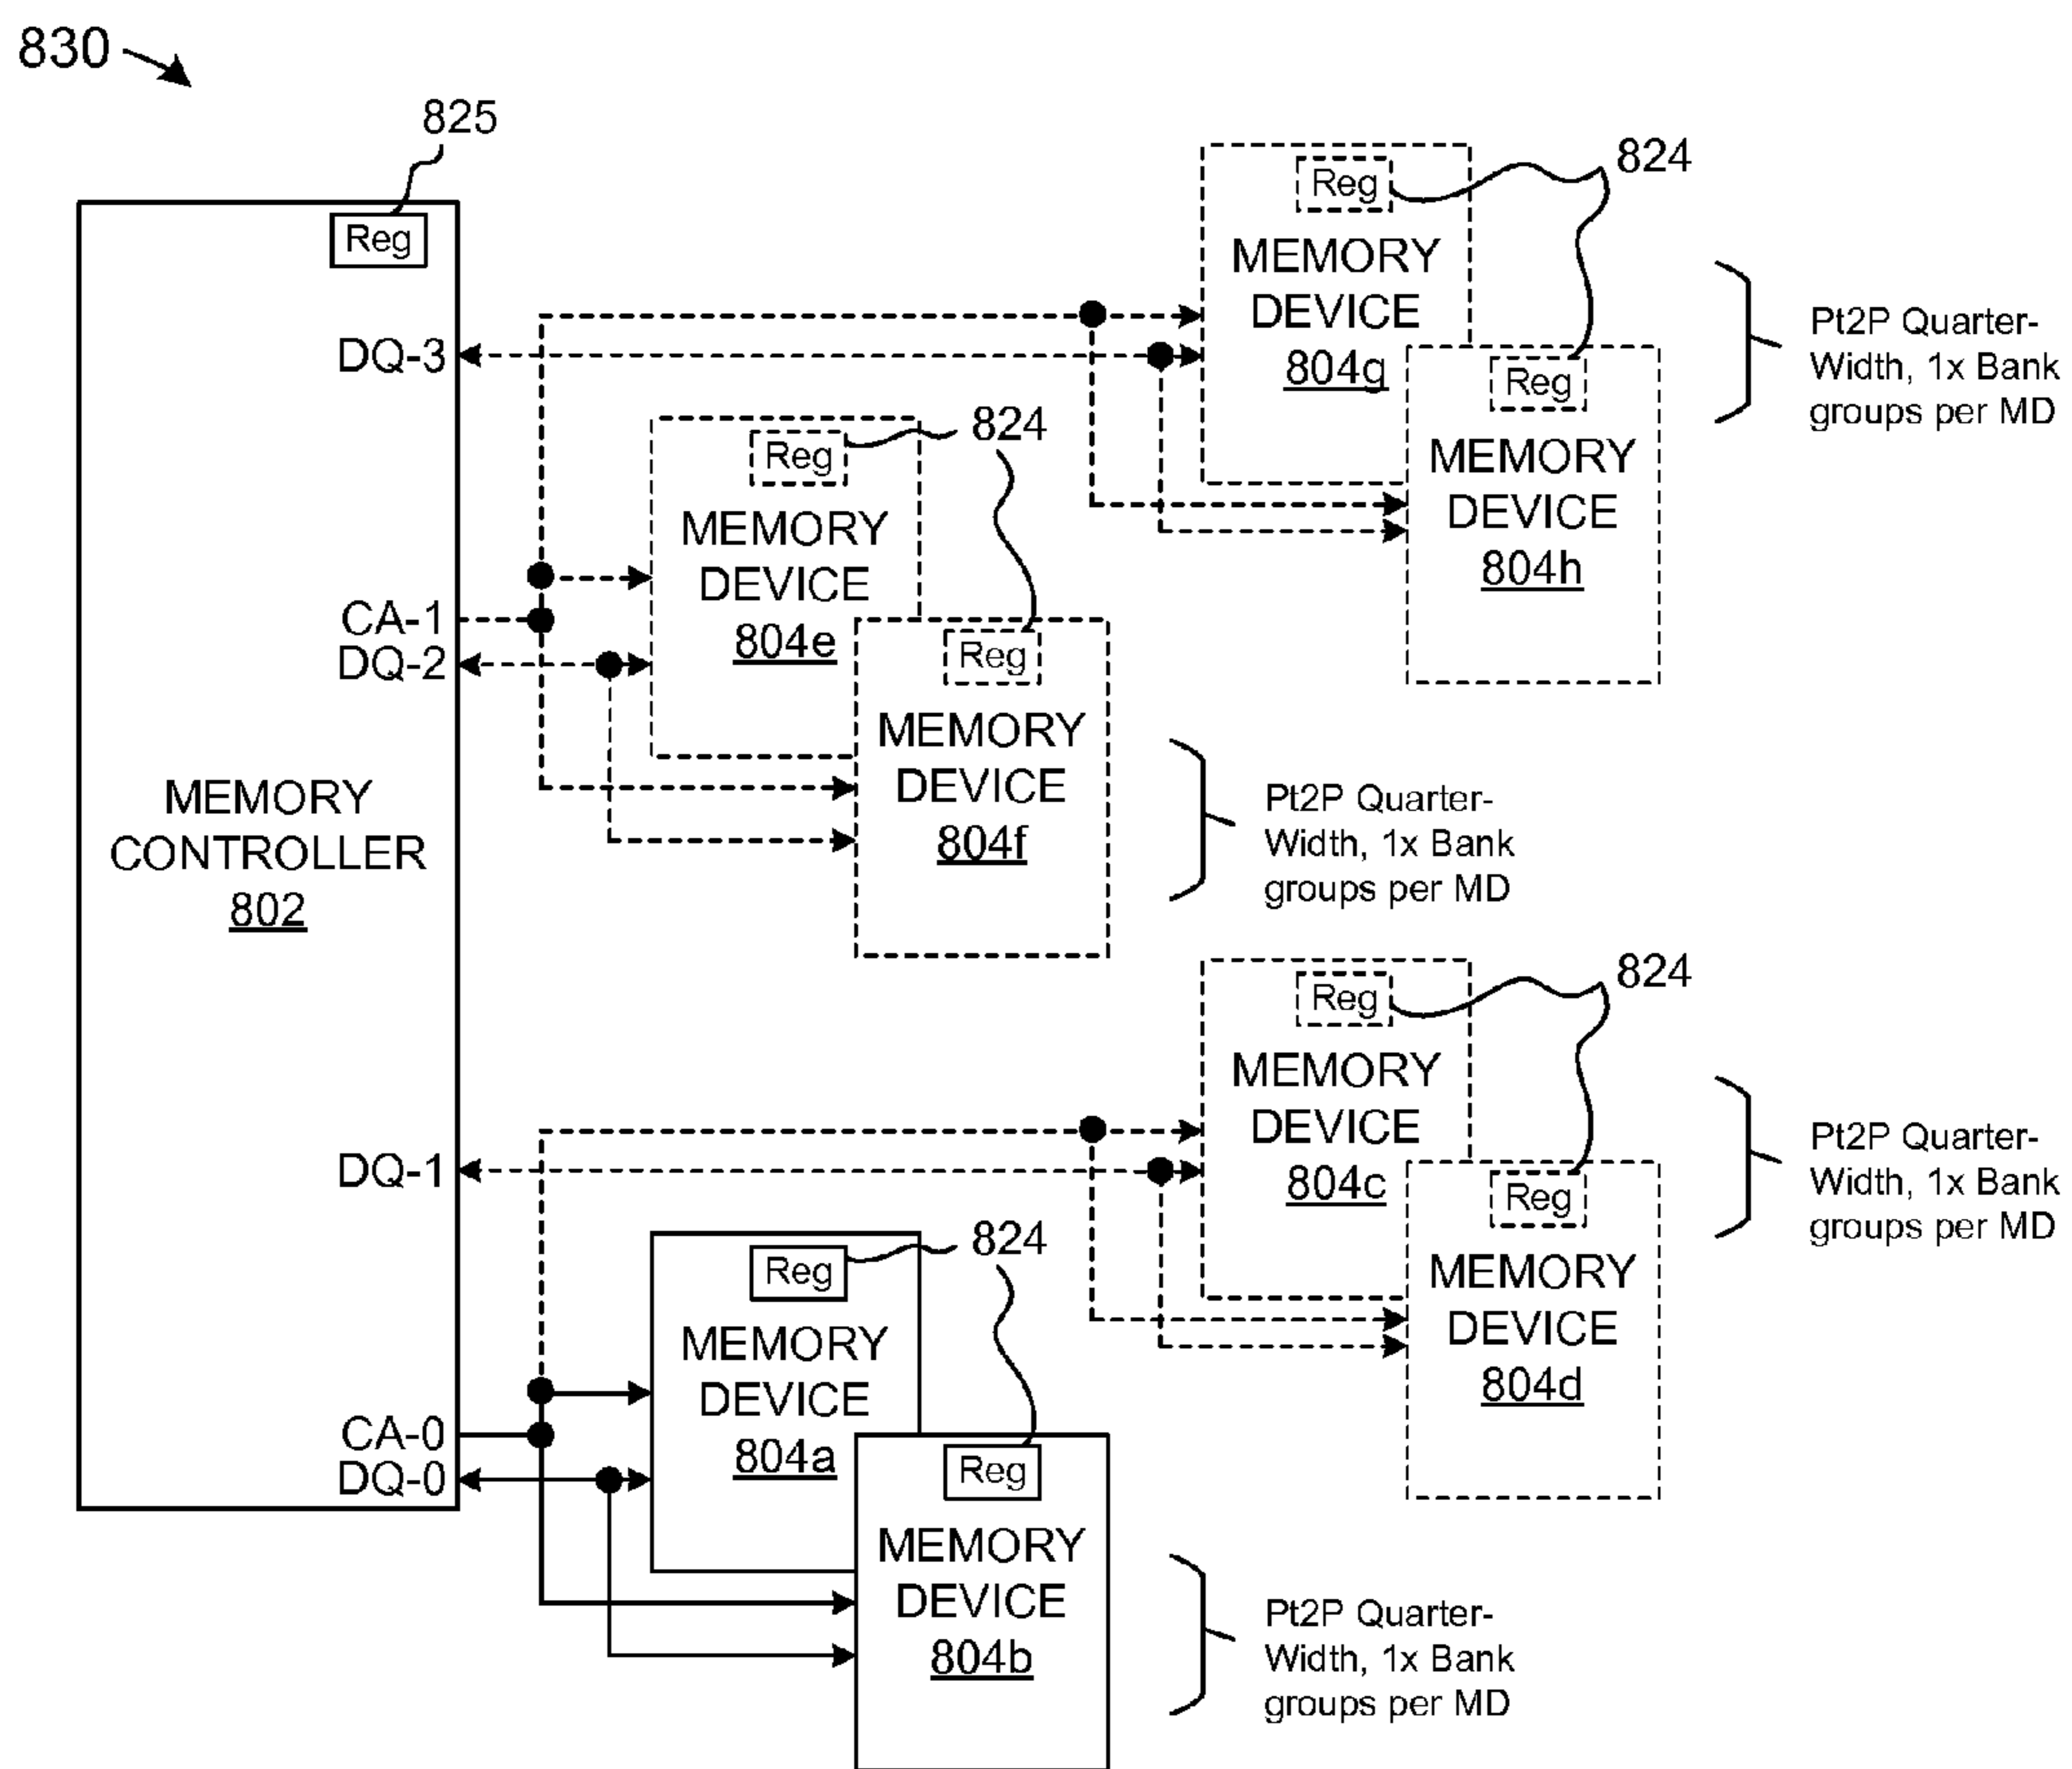 830
825
Reg
824
Reg
MEMORY
DEVICE
804g
DQ-3
Pt2P Quarter-
Width, 1x Bank
groups per MD
Reg
MEMORY
DEVICE
804h
824
Reg
MEMORY
DEVICE
804e
CA-1
DQ-2
Reg
MEMORY
DEVICE
804f
Pt2P Quarter-
Width, 1x Bank
groups per MD
MEMORY
CONTROLLER
802
824
Reg
MEMORY
DEVICE
804c
DQ-1
Pt2P Quarter-
Width, 1x Bank
groups per MD
Reg
MEMORY
DEVICE
804d
824
Reg
MEMORY
DEVICE
804a
CA-0
DQ-0
Reg
MEMORY
DEVICE
804b
Pt2P Quarter-
Width, 1x Bank
groups per MD